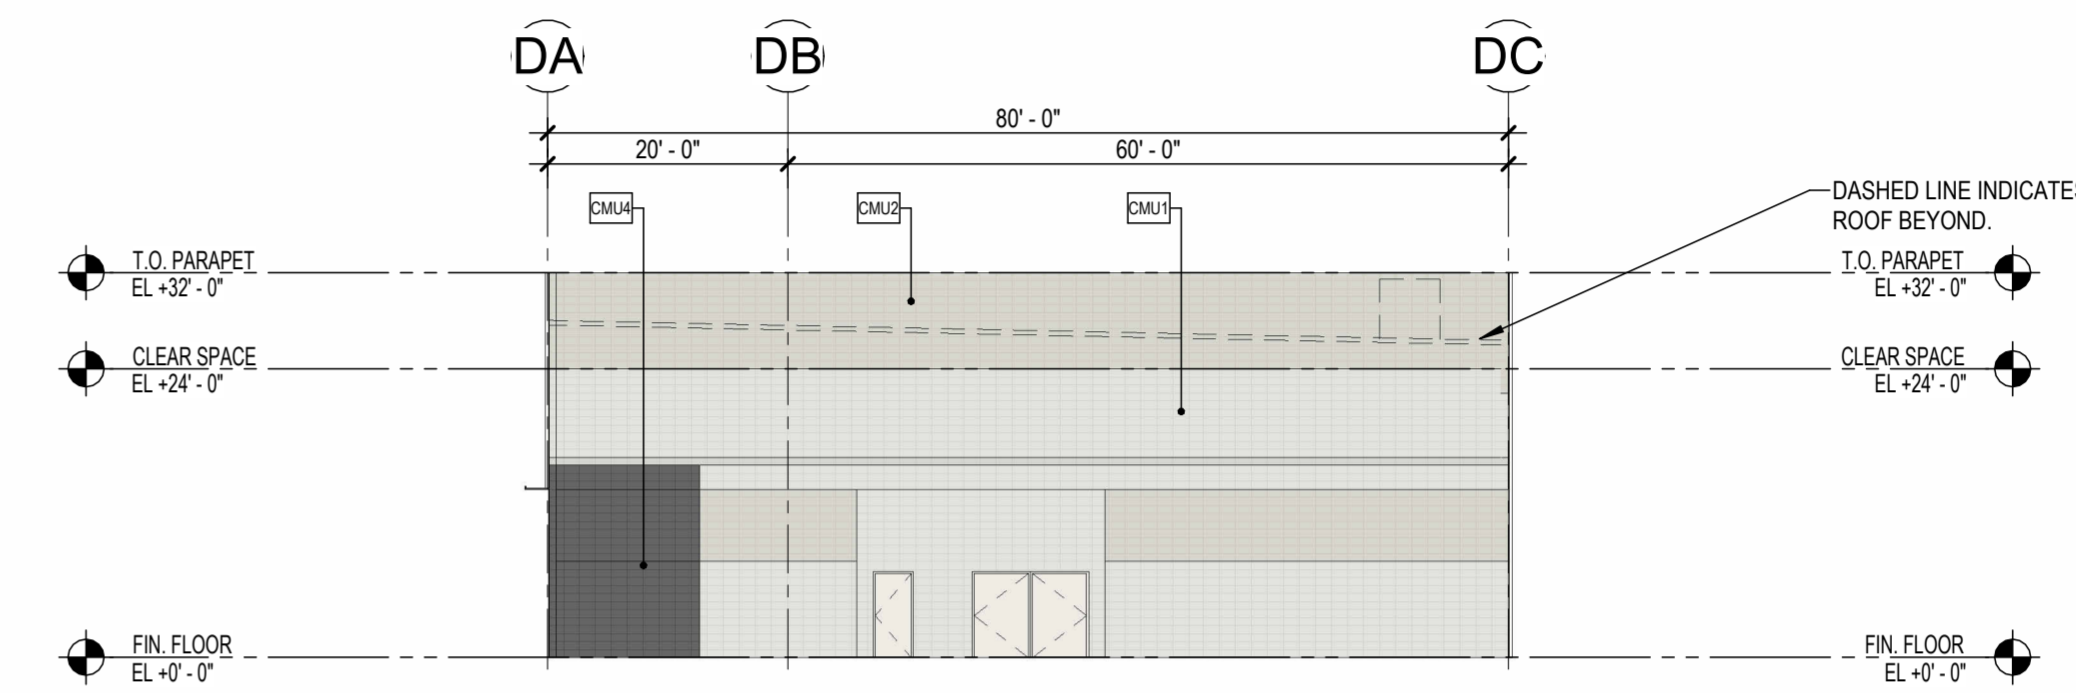 DA DB DC
80' - 0"
20' - 0" 60' - 0"
CMU4 CMU2 CMU1
DASHED LINE INDICATES
ROOF BEYOND.
T.O. PARAPET
EL +32' - 0"
T.O. PARAPET
EL +32' - 0"
CLEAR SPACE
EL +24' - 0"
CLEAR SPACE
EL +24' - 0"
FIN. FLOOR
EL +0' - 0"
FIN. FLOOR
EL +0' - 0"